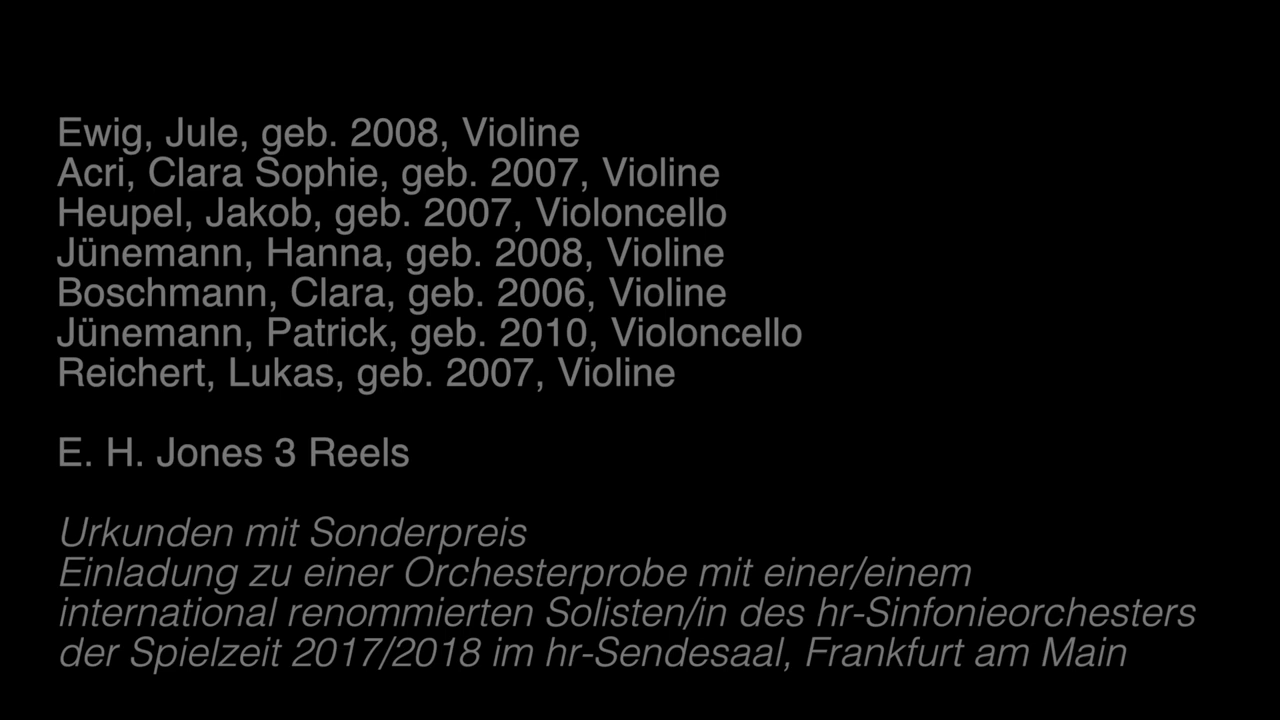 Ewig, Jule, geb. 2008, Violine
Acri, Clara Sophie, geb. 2007, Violine
Heupel, Jakob, geb. 2007, Violoncello
Jünemann, Hanna, geb. 2008, Violine
Boschmann, Clara, geb. 2006, Violine
Jünemann, Patrick, geb. 2010, Violoncello
Reichert, Lukas, geb. 2007, Violine
E. H. Jones 3 Reels
Urkunden mit Sonderpreis
Einladung zu einer Orchesterprobe mit einer/einem
international renommierten Solisten/in des hr-Sinfonieorchesters
der Spielzeit 2017/2018 im hr-Sendesaal, Frankfurt am Main